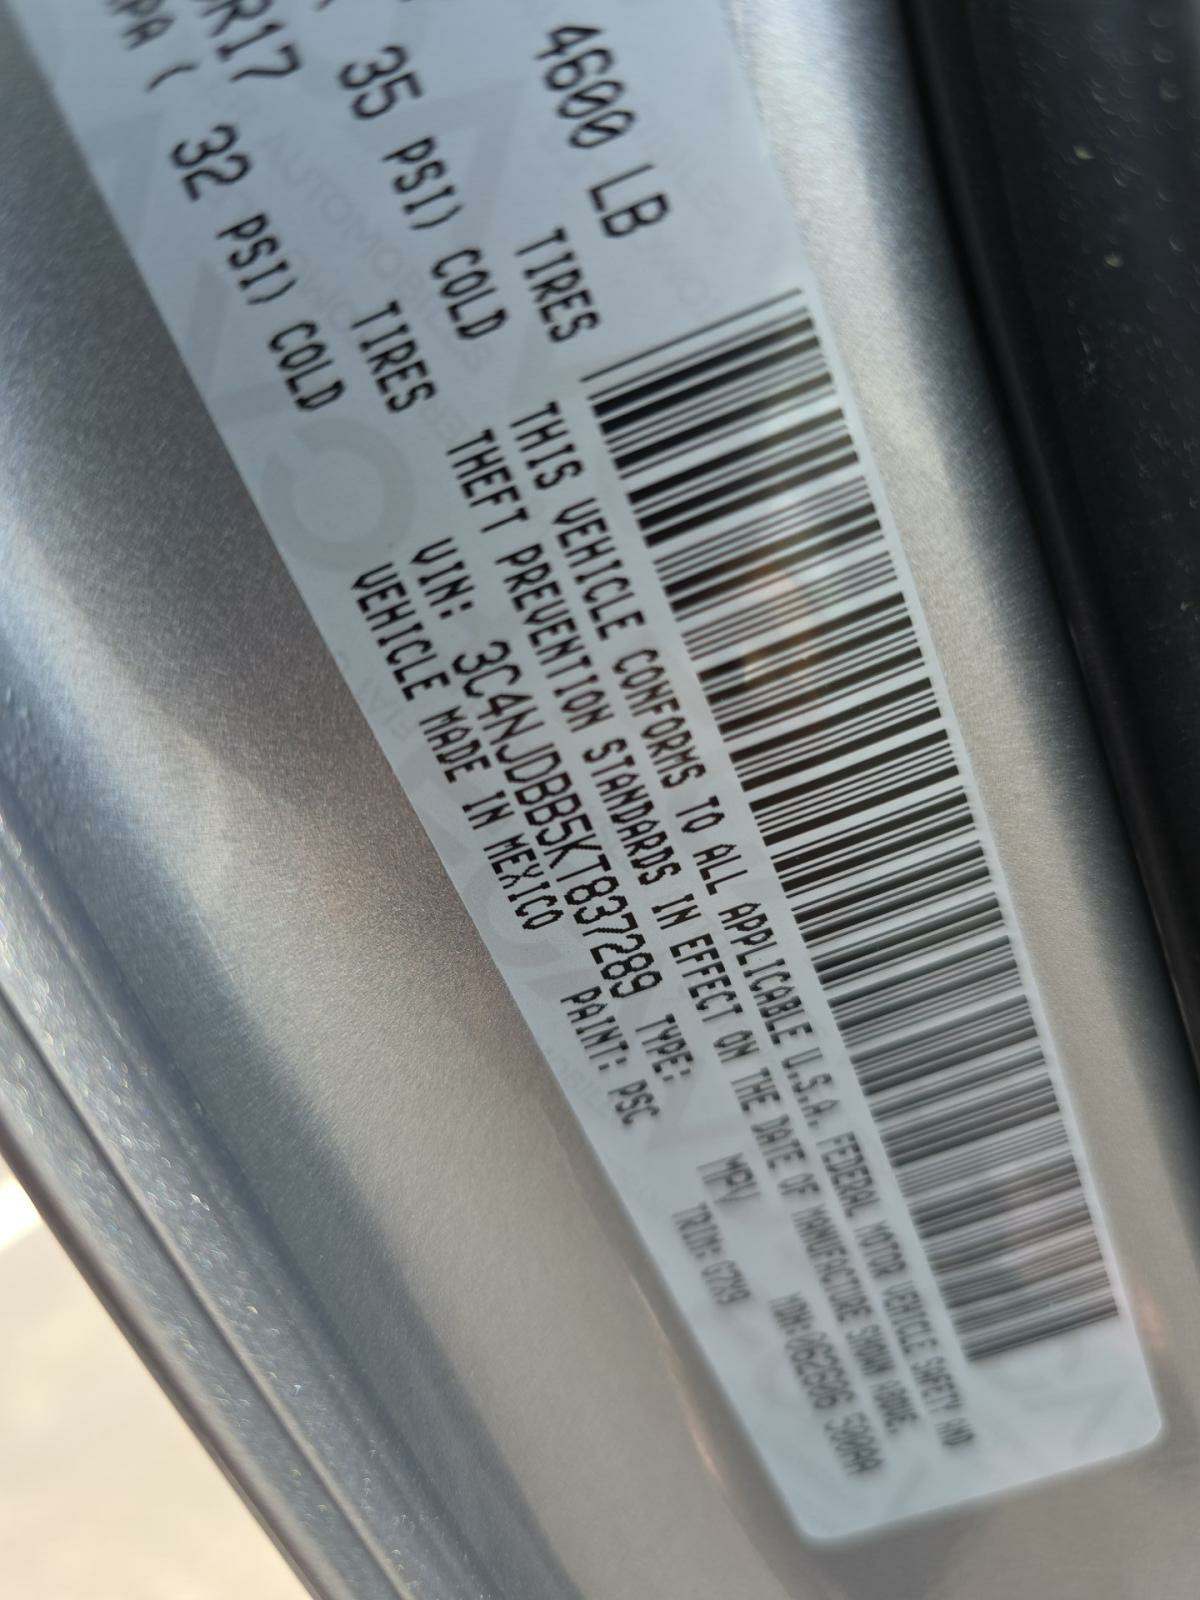 4600 LB
35 PSI) COLD TIRES
R17
32 PSI) COLD TIRES
THIS VEHICLE CONFORMS TO ALL APPLICABLE U.S.A. FEDERAL MOTOR VEHICLE SAFETY AND
THEFT PREVENTION STANDARDS IN EFFECT ON THE DATE OF MANUFACTURE SHOWN ABOVE.
VIN: 3C4NJDBB5KT837289 TYPE: MPV
VEHICLE MADE IN MEXICO PAINT: PSC TRIM: